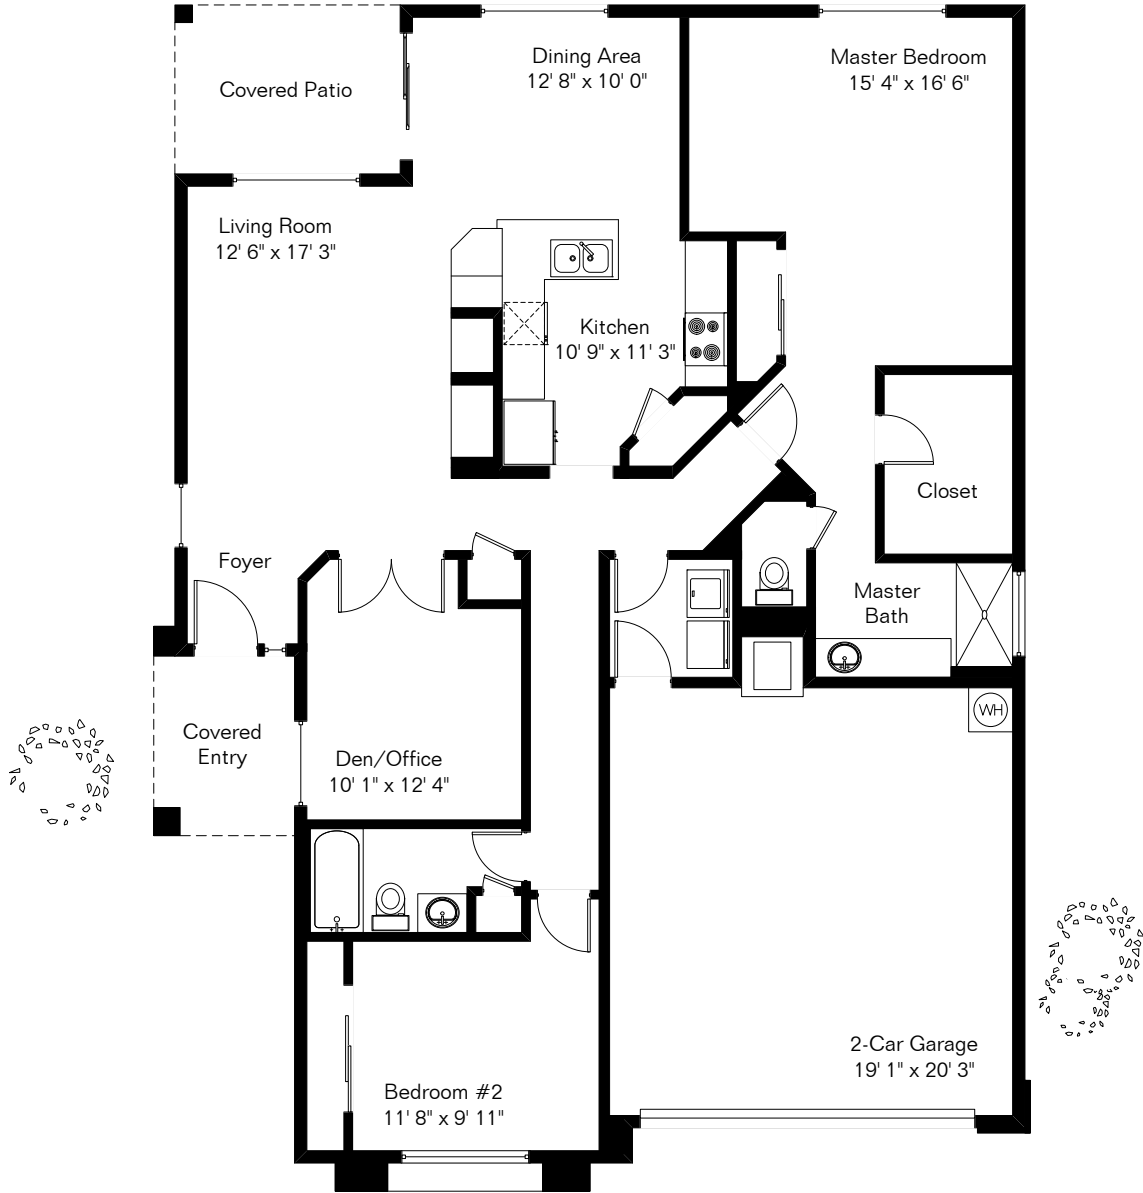 Covered Patio
Dining Area
12' 8" x 10' 0"
Master Bedroom
15' 4" x 16' 6"
Living Room
12' 6" x 17' 3"
Kitchen
10' 9" x 11' 3"
Closet
Foyer
Master
Bath
Covered
Entry
WH
Den/Office
10' 1" x 12' 4"
2-Car Garage
19' 1" x 20' 3"
Bedroom #2
11' 8" x 9' 11"